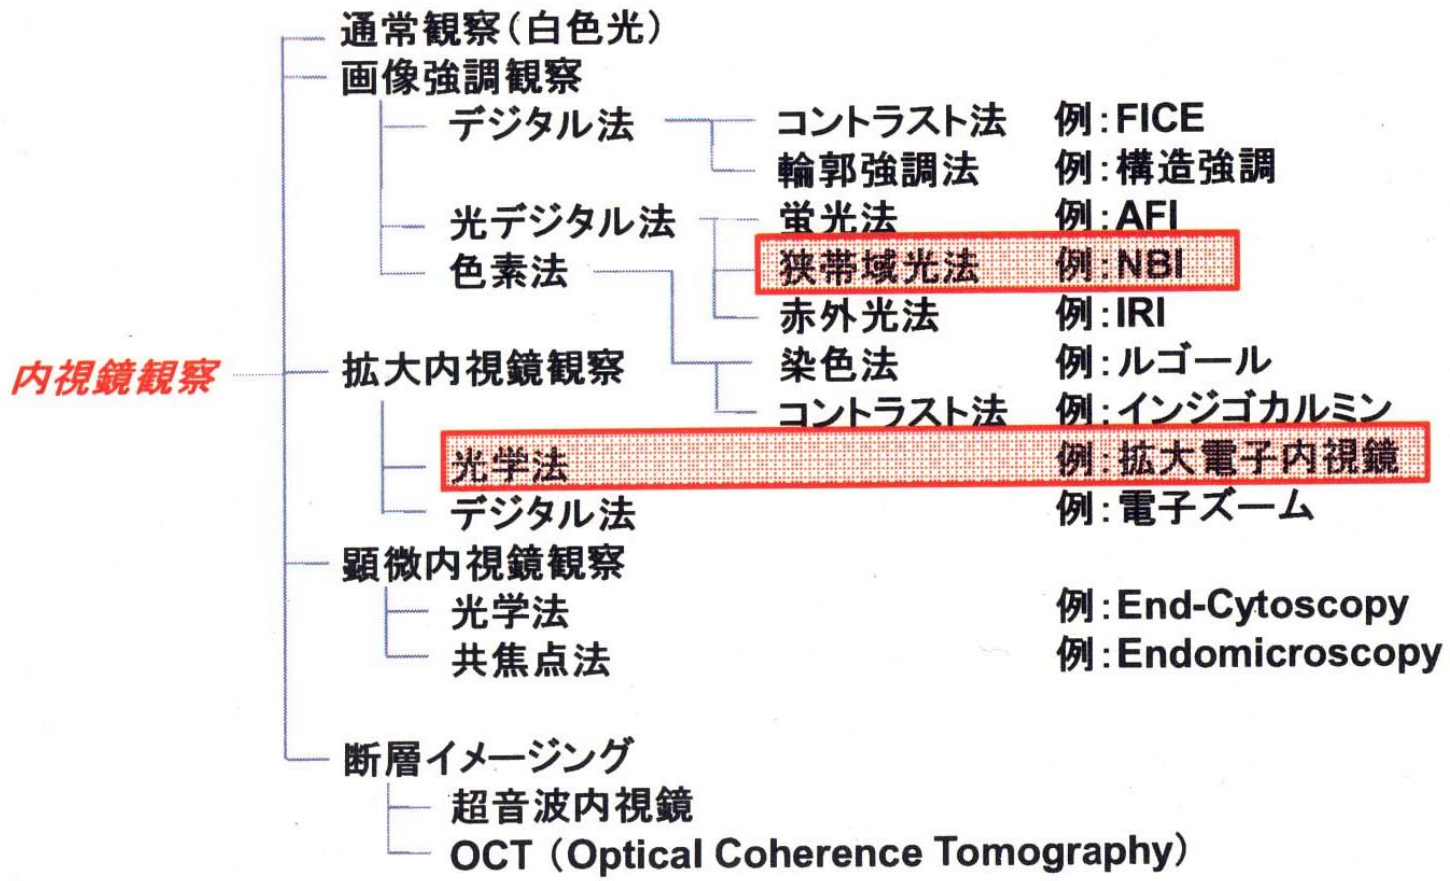 通常観察（白色光）
画像強調観察
デジタル法 コントラスト法 例：FICE
輪郭強調法 例：構造強調
光デジタル法 蛍光法 例：AFI
色素法 狭帯域光法 例：NBI
赤外光法 例：IRI
内視鏡観察 拡大内視鏡観察 染色法 例：ルゴール
コントラスト法 例：インジゴカルミン
光学法 例：拡大電子内視鏡
デジタル法 例：電子ズーム
顕微内視鏡観察
光学法 例：End-Cytoscopy
共焦点法 例：Endomicroscopy
断層イメージング
超音波内視鏡
OCT（Optical Coherence Tomography）